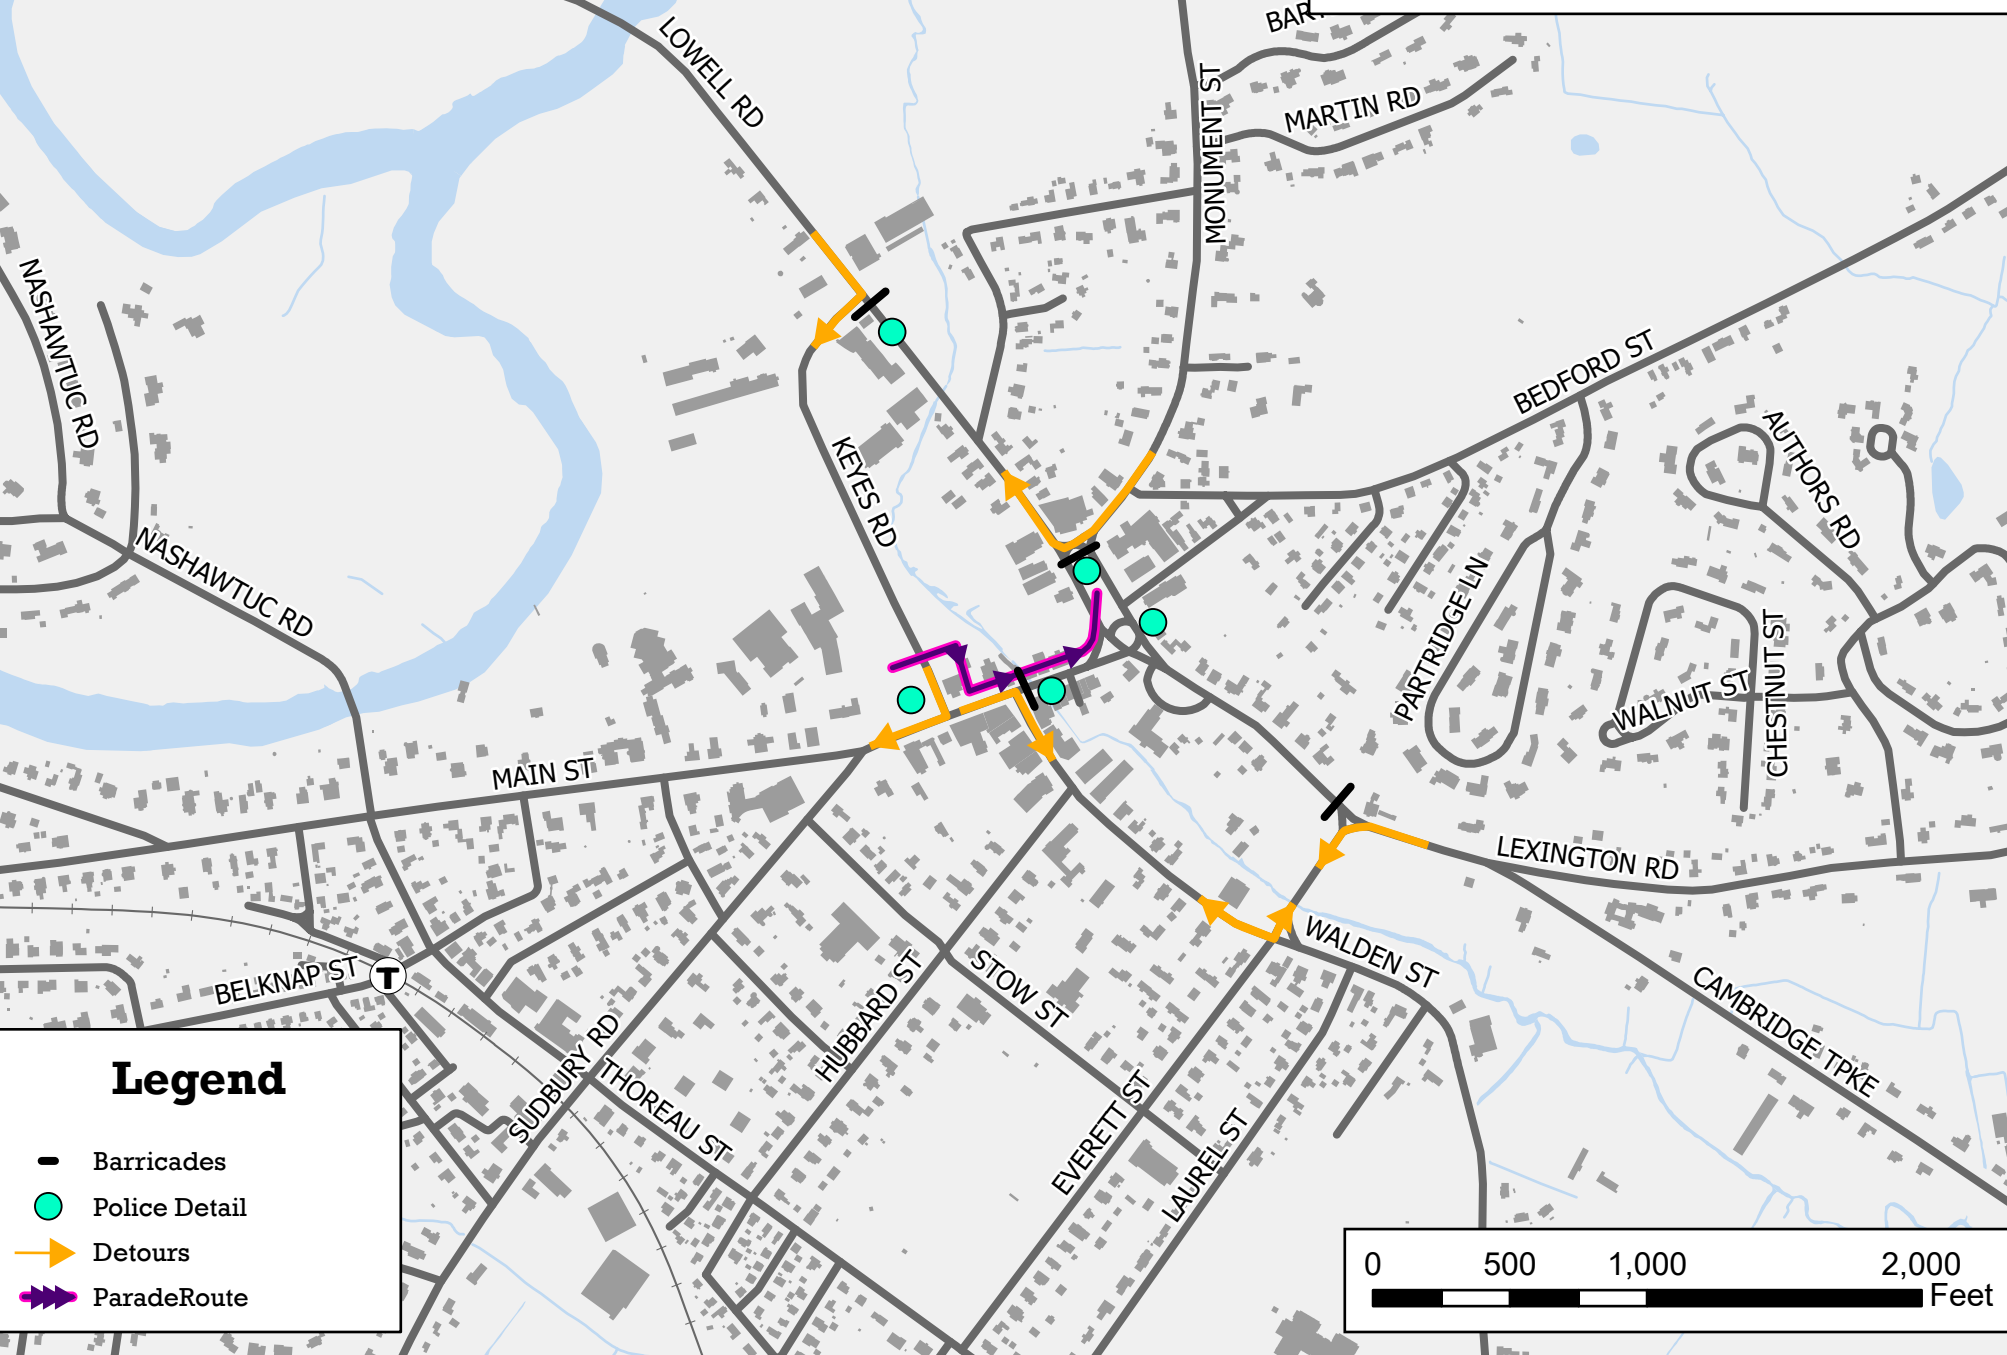 BAR
LOWELL RD
MONUMENT ST
MARTIN RD
NASHAWTUC RD
BEDFORD ST
AUTHORS RD
KEYES RD
NASHAWTUC RD
PARTRIDGE LN
WALNUT ST
CHESTNUT ST
MAIN ST
LEXINGTON RD
WALDEN ST
BELKNAP ST
T
HUBBARD ST
STOW ST
CAMBRIDGE TPKE
SUDBURY RD
THOREAU ST
EVERETT ST
LAUREL ST
Legend
Barricades
Police Detail
Detours
ParadeRoute
0 500 1,000 2,000
Feet